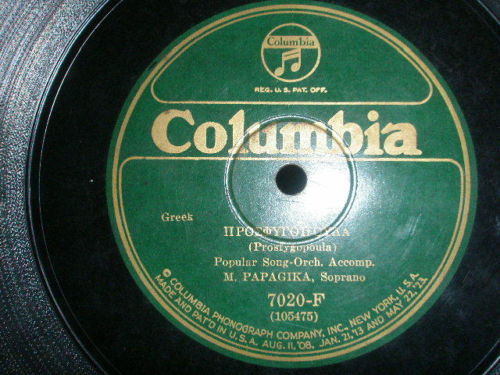 Columbia
REG. U.S. PAT. OFF.
Columbia
Greek
ΠΡΟΣΦΥΓΟΠΟΥΛΑ
(Prosfygopoula)
Popular Song-Orch. Accomp.
M. PAPAGIKA, Soprano
7020-F
(105475)
© COLUMBIA PHONOGRAPH COMPANY, INC., NEW YORK, U.S.A.
MADE AND PAT'D IN U.S.A. AUG. 11, '08. JAN. 21, '13 AND MAY 22, '23.